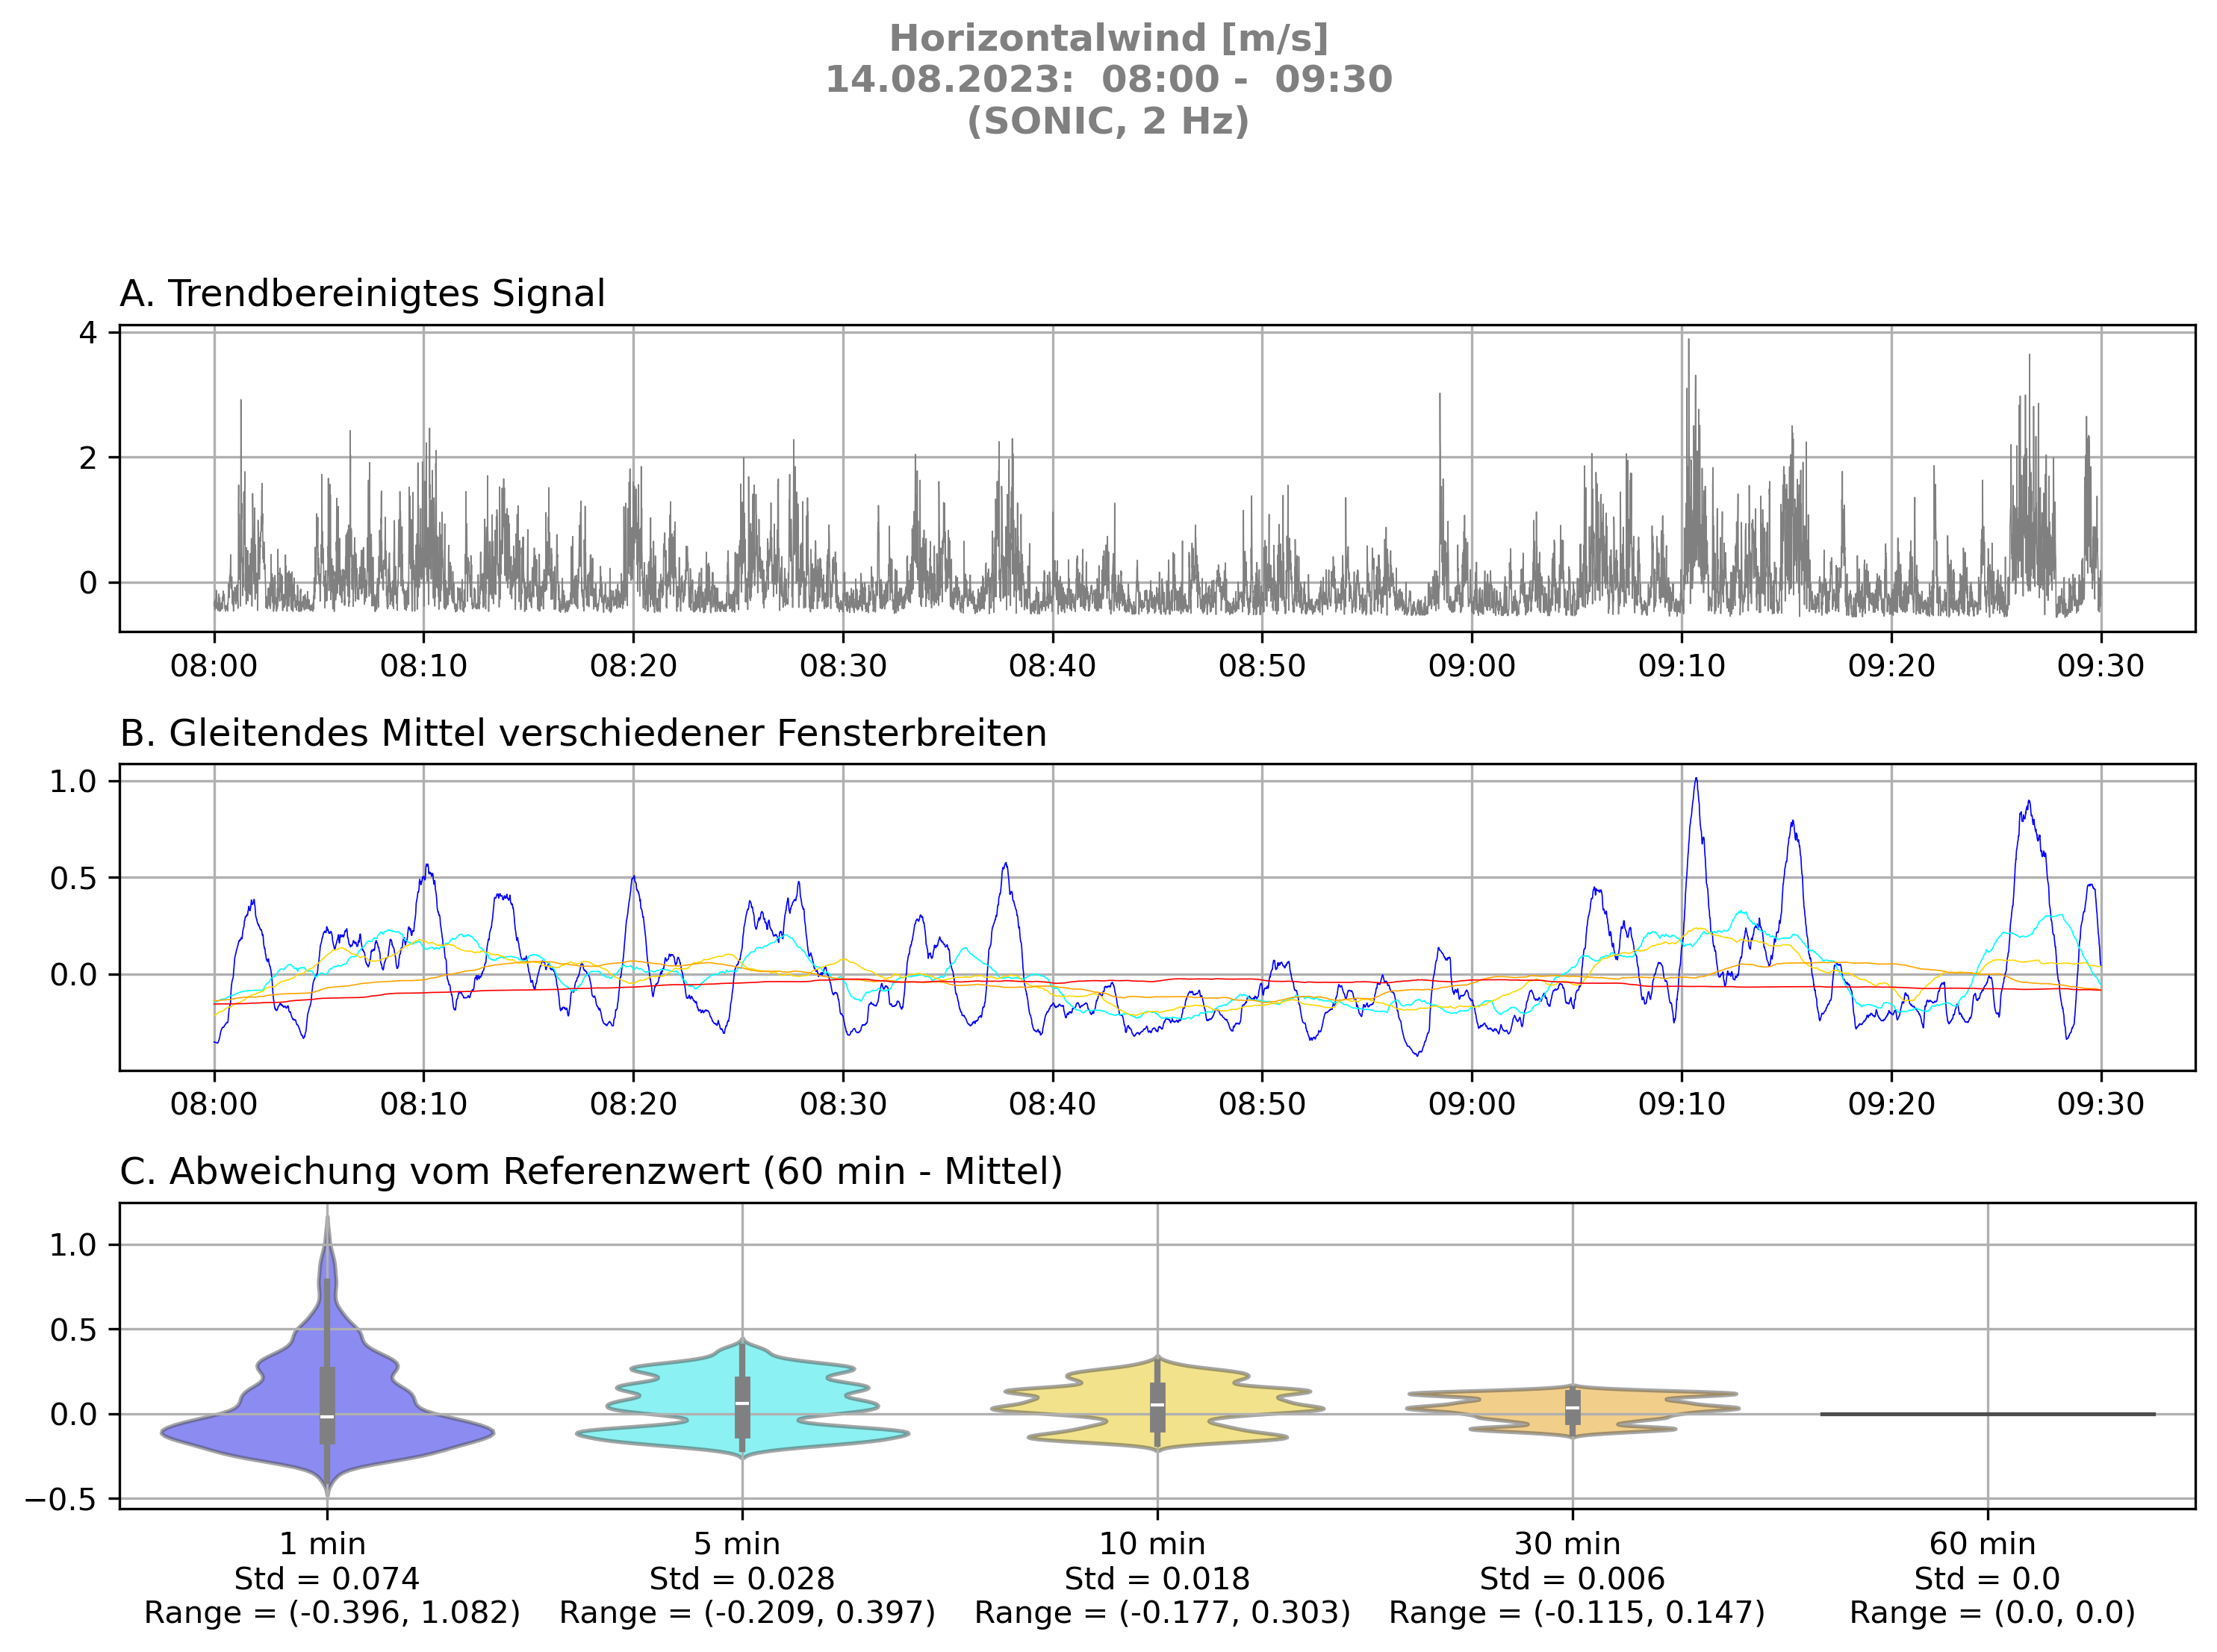 Horizontalwind [m/s]
14.08.2023:  08:00 -  09:30
(SONIC, 2 Hz)
A. Trendbereinigtes Signal
4
2
0
08:00 08:10 08:20 08:30 08:40 08:50 09:00 09:10 09:20 09:30
B. Gleitendes Mittel verschiedener Fensterbreiten
1.0
0.5
0.0
08:00 08:10 08:20 08:30 08:40 08:50 09:00 09:10 09:20 09:30
C. Abweichung vom Referenzwert (60 min - Mittel)
1.0
0.5
0.0
−0.5
1 min 5 min 10 min 30 min 60 min
Std = 0.074 Std = 0.028 Std = 0.018 Std = 0.006 Std = 0.0
Range = (-0.396, 1.082) Range = (-0.209, 0.397) Range = (-0.177, 0.303) Range = (-0.115, 0.147) Range = (0.0, 0.0)